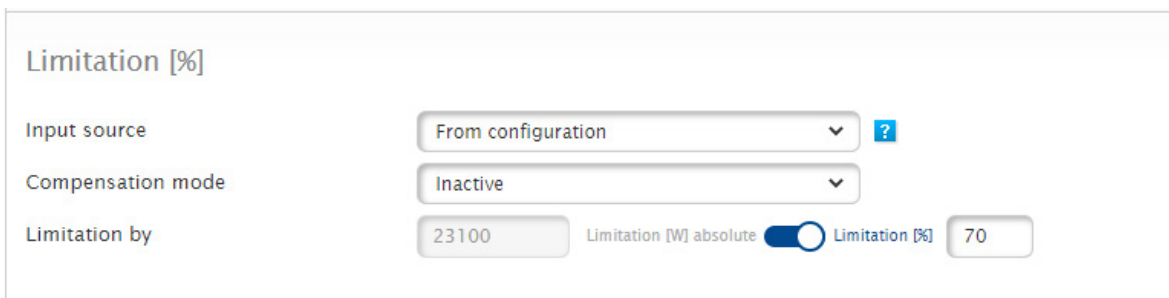 Limitation [%]
Input source From configuration ?
Compensation mode Inactive
Limitation by 23100 Limitation [W] absolute Limitation [%] 70